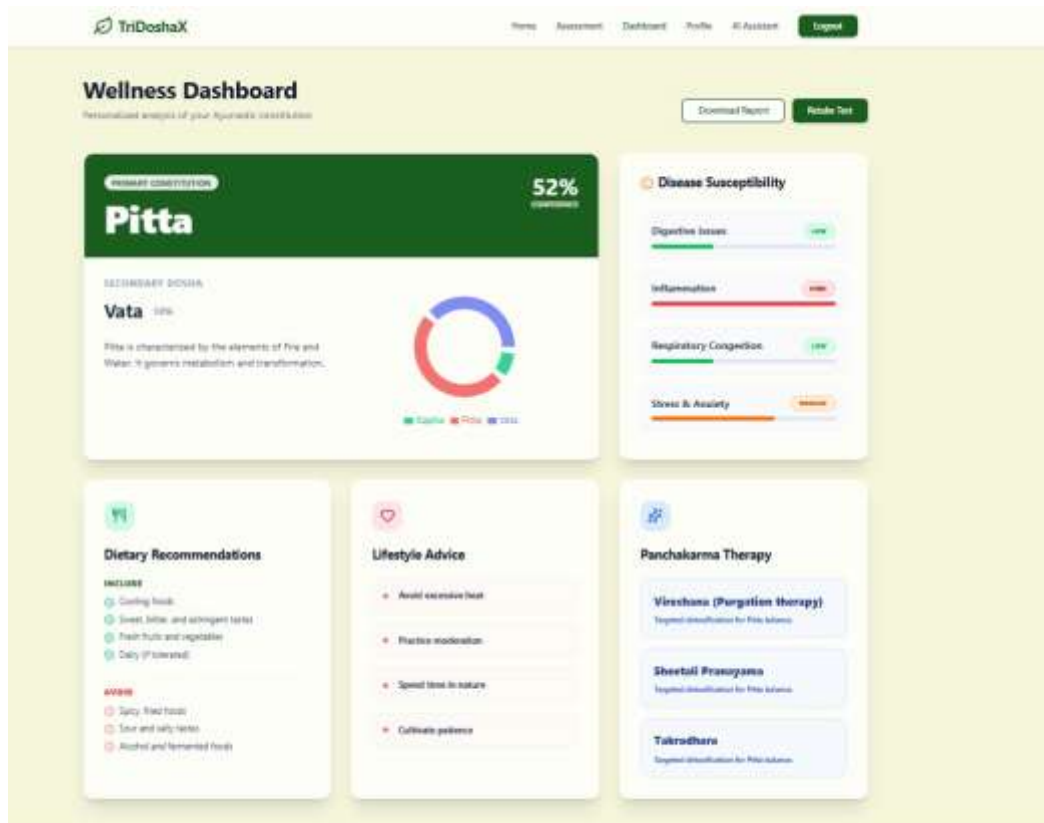 TriDoshaX
Home Assessment Dashboard Profile AI Assistant Logout
Wellness Dashboard
Personalized analysis of your Ayurvedic constitution
Download Report Retake Test
PRIMARY CONSTITUTION
Pitta
52%
CONFIDENCE
SECONDARY DOSHA
Vata
Pitta is characterized by the elements of Fire and
Water. It governs metabolism and transformation.
Kapha Pitta Vata
Disease Susceptibility
Digestive Issues LOW
Inflammation HIGH
Respiratory Congestion LOW
Stress & Anxiety
Dietary Recommendations
INCLUDE
Cooling foods
Sweet, bitter, and astringent tastes
Fresh fruits and vegetables
Dairy (if tolerated)
AVOID
Spicy, fried foods
Sour and salty tastes
Alcohol and fermented foods
Lifestyle Advice
Avoid excessive heat
Practice moderation
Spend time in nature
Cultivate patience
Panchakarma Therapy
Virechana (Purgation therapy)
Targeted detoxification for Pitta balance.
Sheetali Pranayama
Targeted detoxification for Pitta balance.
Takradhara
Targeted detoxification for Pitta balance.